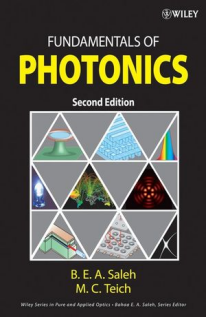 WILEY
FUNDAMENTALS OF
PHOTONICS
Second Edition
B. E. A. Saleh
M. C. Teich
Wiley Series in Pure and Applied Optics • Bahaa E. A. Saleh, Series Editor